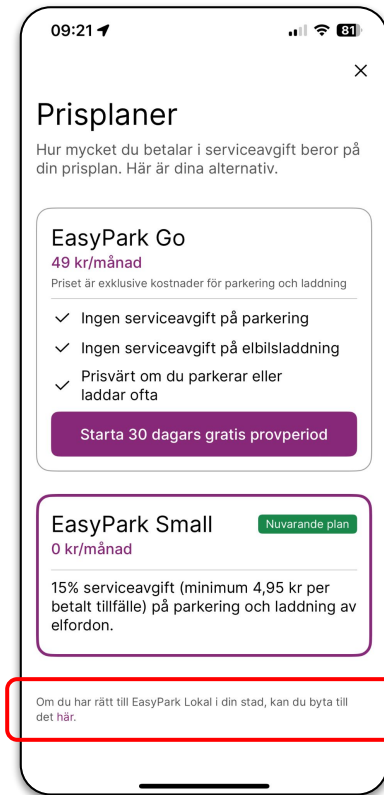 09:21
81
Prisplaner
Hur mycket du betalar i serviceavgift beror på
din prisplan. Här är dina alternativ.
EasyPark Go
49 kr/månad
Priset är exklusive kostnader för parkering och laddning
Ingen serviceavgift på parkering
Ingen serviceavgift på elbilsladdning
Prisvärt om du parkerar eller
laddar ofta
Starta 30 dagars gratis provperiod
EasyPark Small
Nuvarande plan
0 kr/månad
15% serviceavgift (minimum 4,95 kr per
betalt tillfälle) på parkering och laddning av
elfordon.
Om du har rätt till EasyPark Lokal i din stad, kan du byta till
det här.